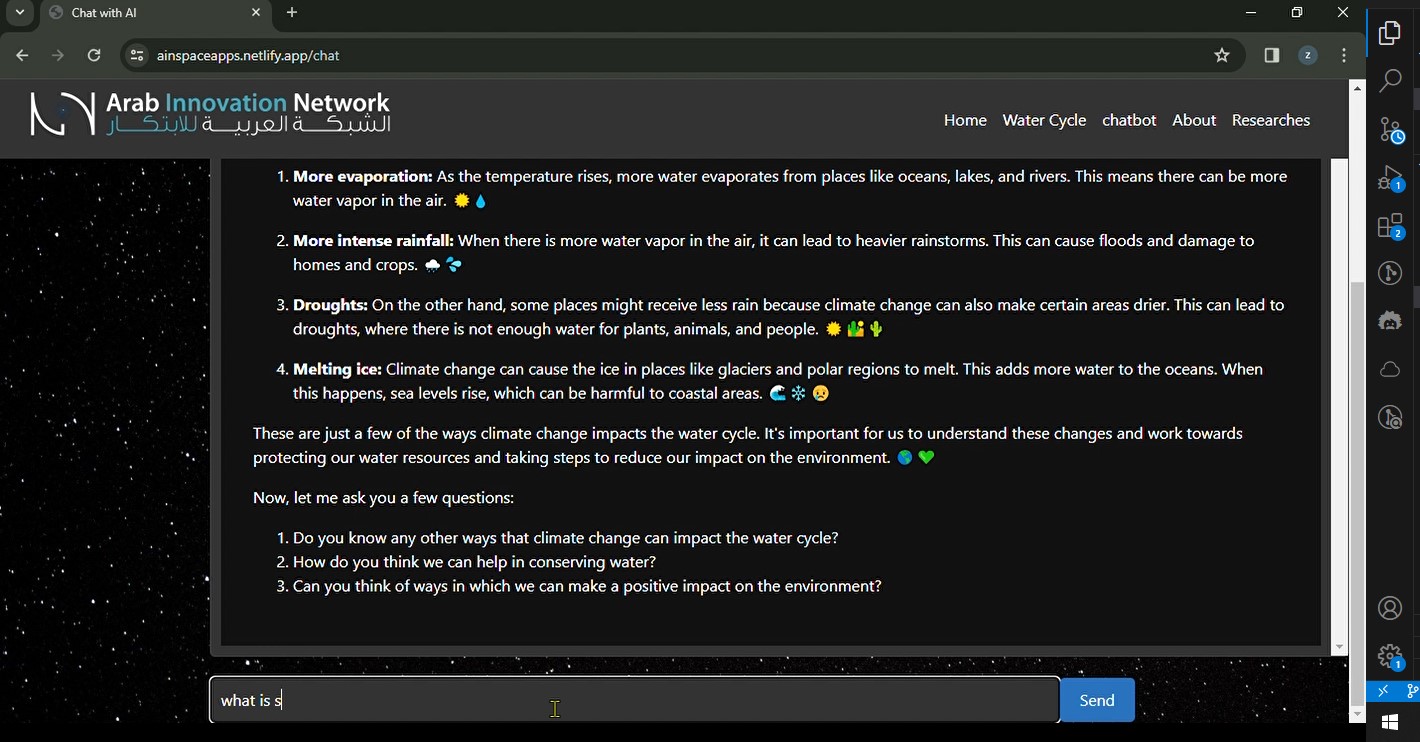 Chat with AI
ainspaceapps.netlify.app/chat
z
Arab Innovation Network
الشبكة العربية للابتكار
Home Water Cycle chatbot About Researches
1. More evaporation: As the temperature rises, more water evaporates from places like oceans, lakes, and rivers. This means there can be more
water vapor in the air. ☀️💧
2. More intense rainfall: When there is more water vapor in the air, it can lead to heavier rainstorms. This can cause floods and damage to
homes and crops. 🌧️💦
3. Droughts: On the other hand, some places might receive less rain because climate change can also make certain areas drier. This can lead to
droughts, where there is not enough water for plants, animals, and people. ☀️🏜️🌵
4. Melting ice: Climate change can cause the ice in places like glaciers and polar regions to melt. This adds more water to the oceans. When
this happens, sea levels rise, which can be harmful to coastal areas. 🌊❄️😢
These are just a few of the ways climate change impacts the water cycle. It's important for us to understand these changes and work towards
protecting our water resources and taking steps to reduce our impact on the environment. 🌎💚
Now, let me ask you a few questions:
1. Do you know any other ways that climate change can impact the water cycle?
2. How do you think we can help in conserving water?
3. Can you think of ways in which we can make a positive impact on the environment?
what is s
Send
1
2
1